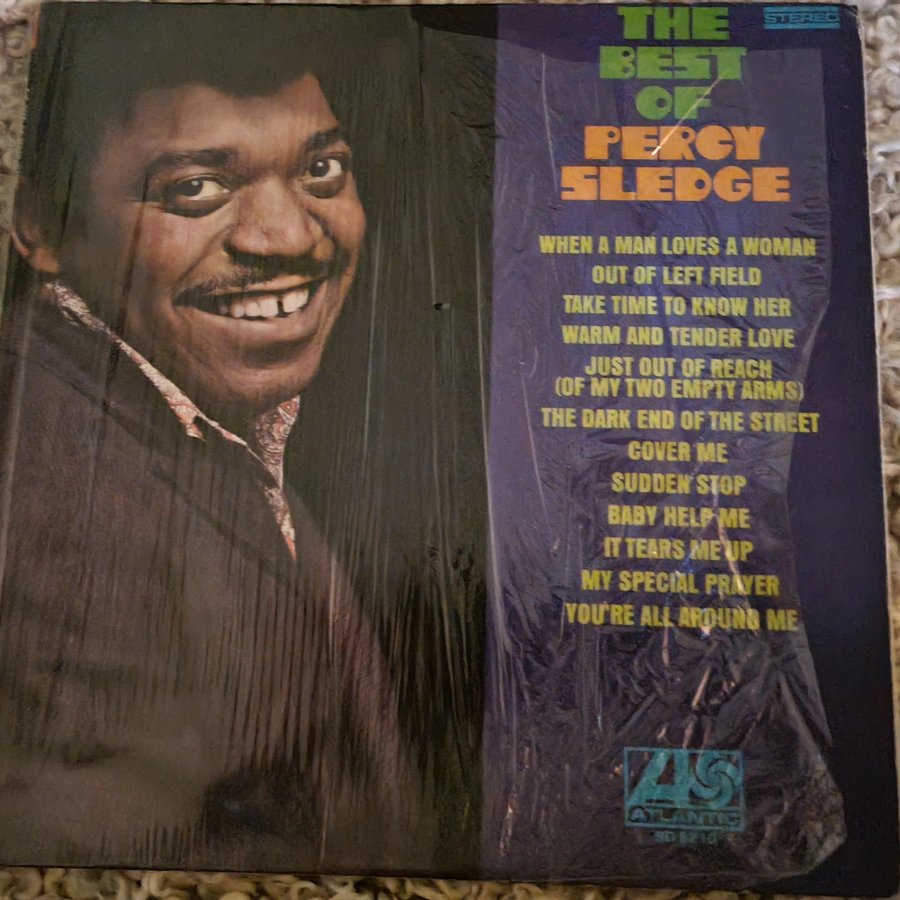 THE
BEST
OF
PERCY
SLEDGE
STEREO
WHEN A MAN LOVES A WOMAN
OUT OF LEFT FIELD
TAKE TIME TO KNOW HER
WARM AND TENDER LOVE
JUST OUT OF REACH
(OF MY TWO EMPTY ARMS)
THE DARK END OF THE STREET
COVER ME
SUDDEN STOP
BABY HELP ME
IT TEARS ME UP
MY SPECIAL PRAYER
YOU'RE ALL AROUND ME
ATLANTIC
SD 8210